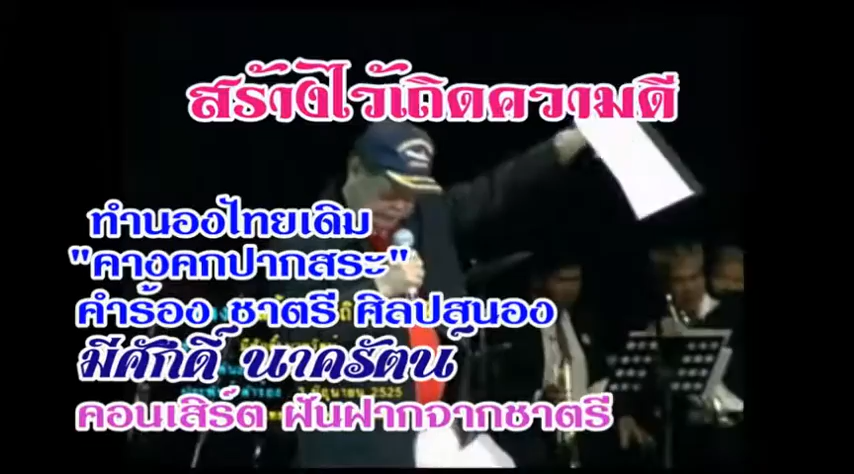 สร้างไว้เถิดความดี
ทำนองไทยเดิม
"คางคกปากสระ"
คำร้อง ชาตรี ศิลปสนอง
มีศักดิ์ นาครัตน์
คอนเสิร์ต ฝันฝากจากชาตรี
2525